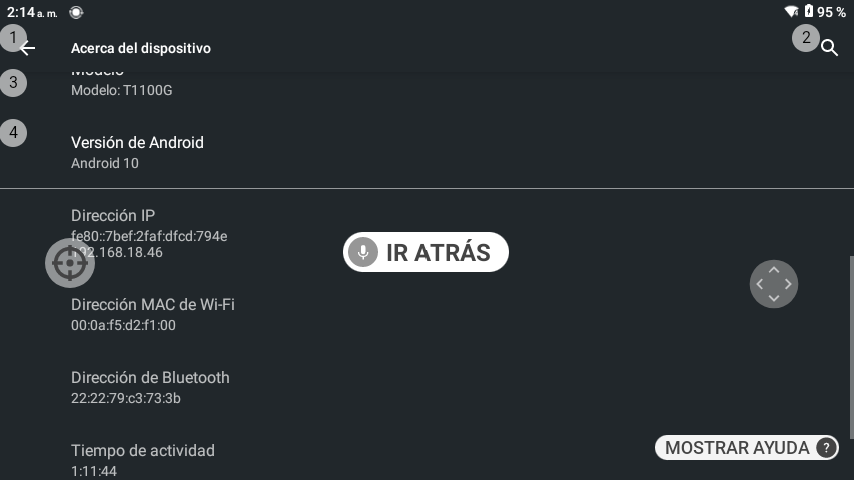 2:14 a. m.
95 %
1
Acerca del dispositivo
2
Modelo
3
Modelo: T1100G
4
Versión de Android
Android 10
Dirección IP
fe80::7bef:2faf:dfcd:794e
192.168.18.46
IR ATRÁS
Dirección MAC de Wi-Fi
00:0a:f5:d2:f1:00
Dirección de Bluetooth
22:22:79:c3:73:3b
MOSTRAR AYUDA ?
Tiempo de actividad
1:11:44